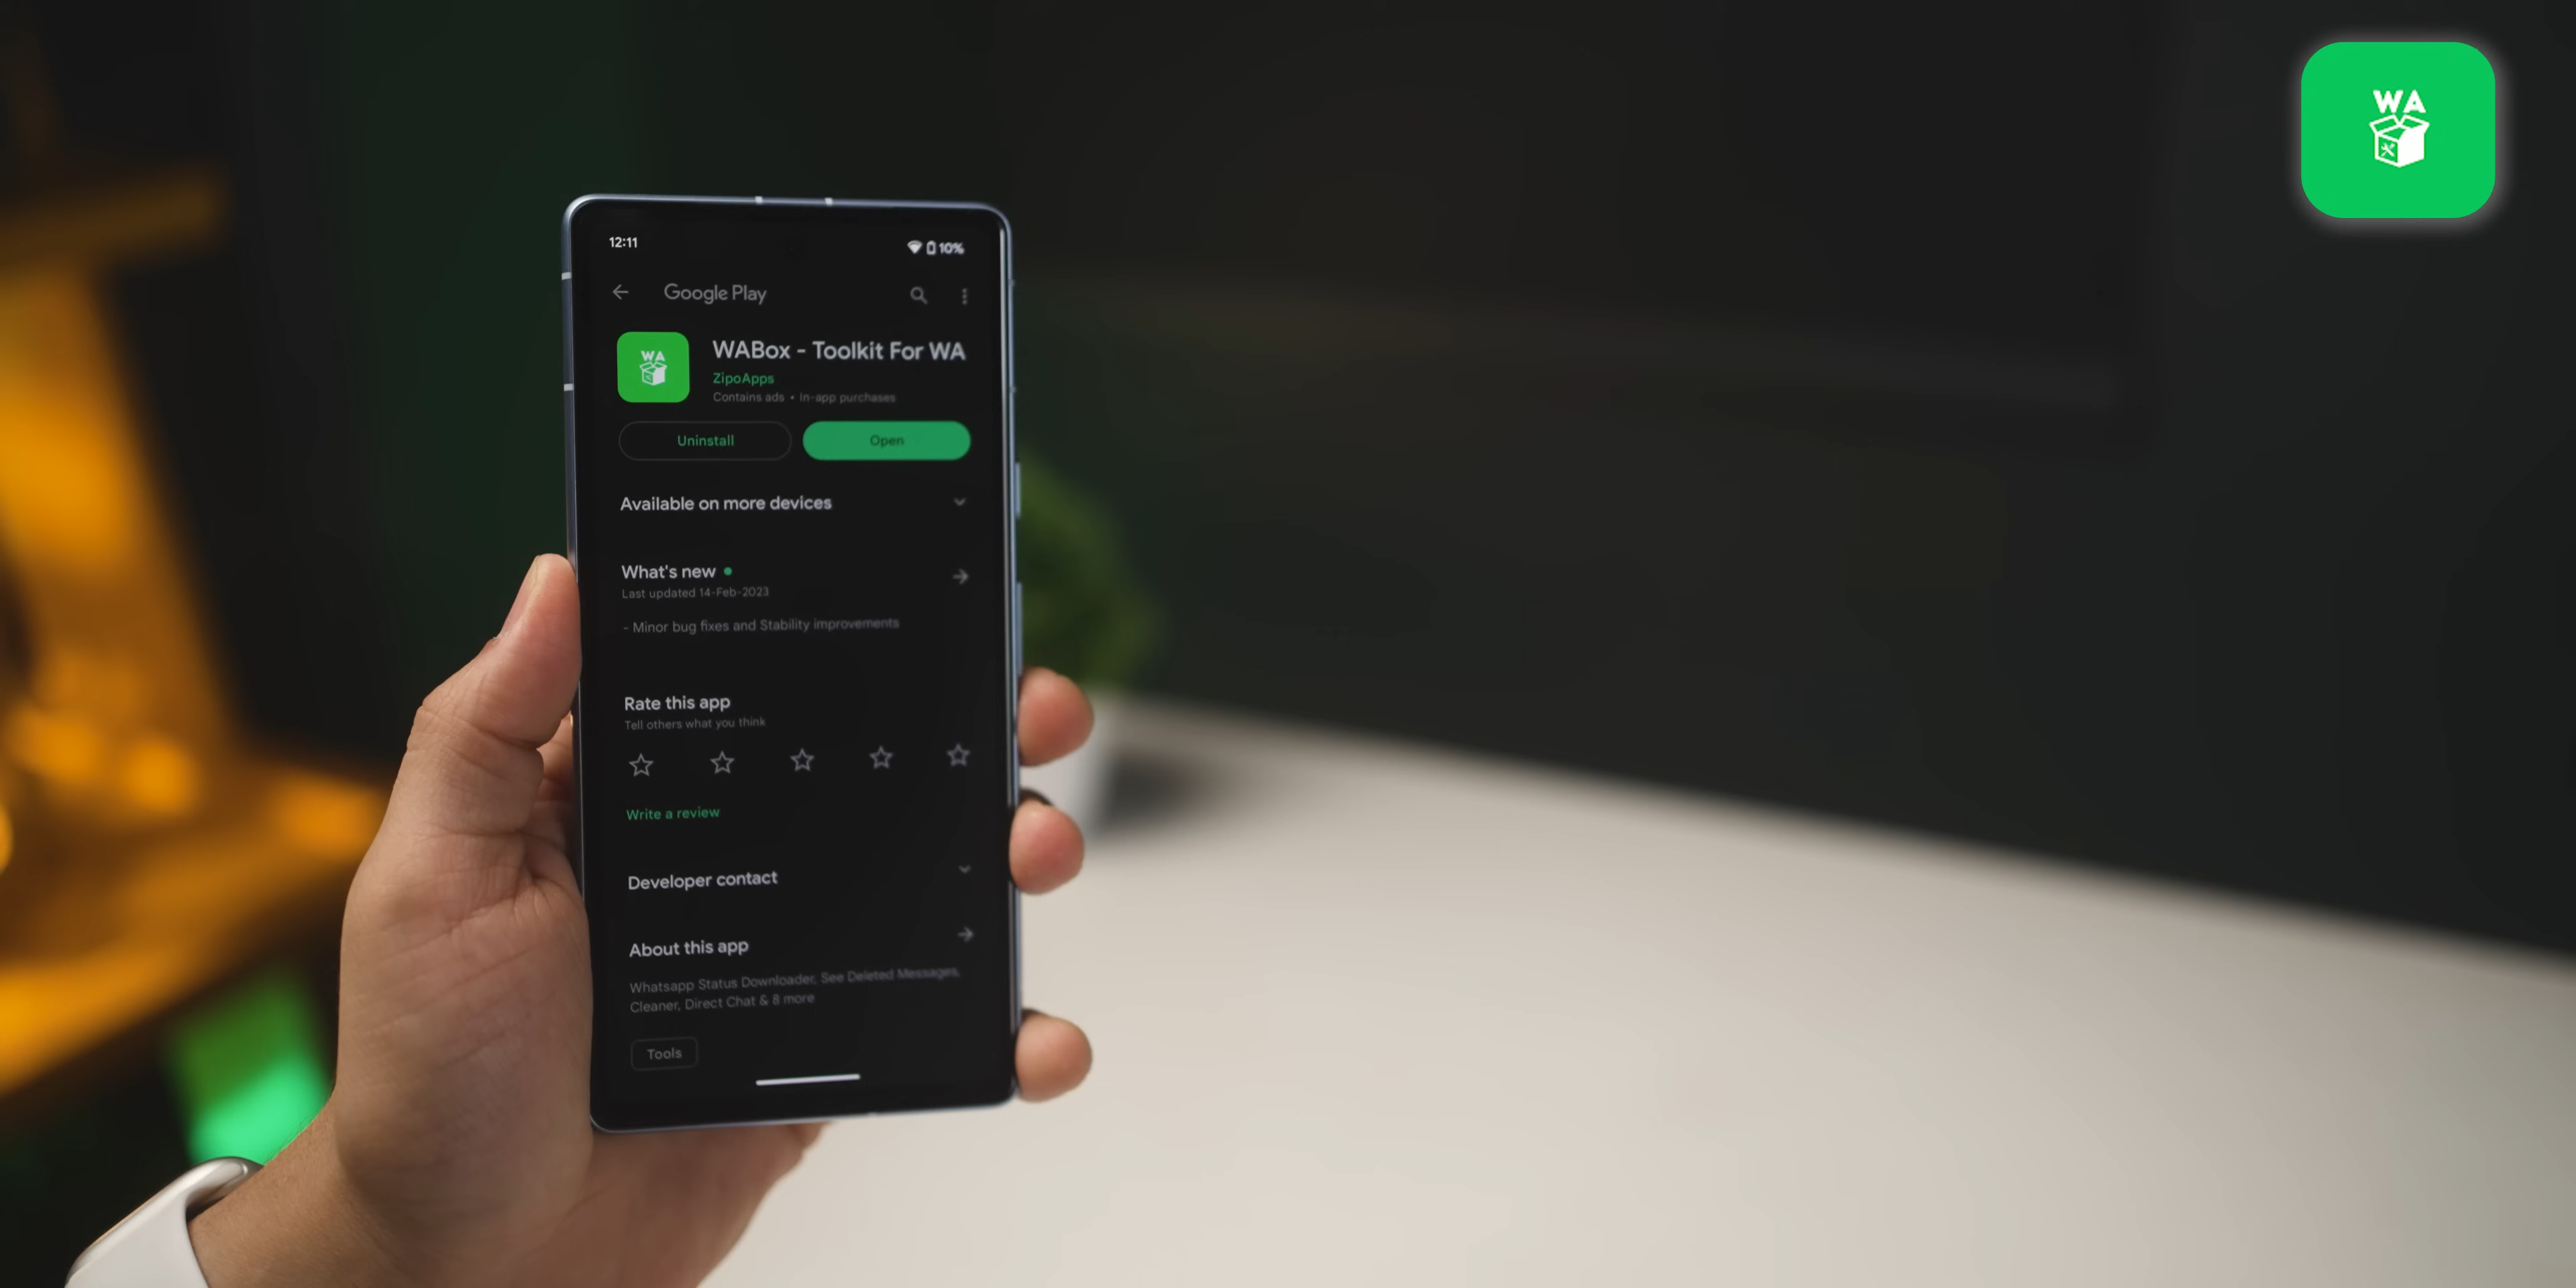 WA
12:11
10%
Google Play
WA
WABox - Toolkit For WA
ZipoApps
Contains ads • In-app purchases
Uninstall
Open
Available on more devices
What's new
Last updated 14-Feb-2023
- Minor bug fixes and Stability improvements
Rate this app
Tell others what you think
Write a review
Developer contact
About this app
Whatsapp Status Downloader, See Deleted Messages,
Cleaner, Direct Chat & 8 more
Tools